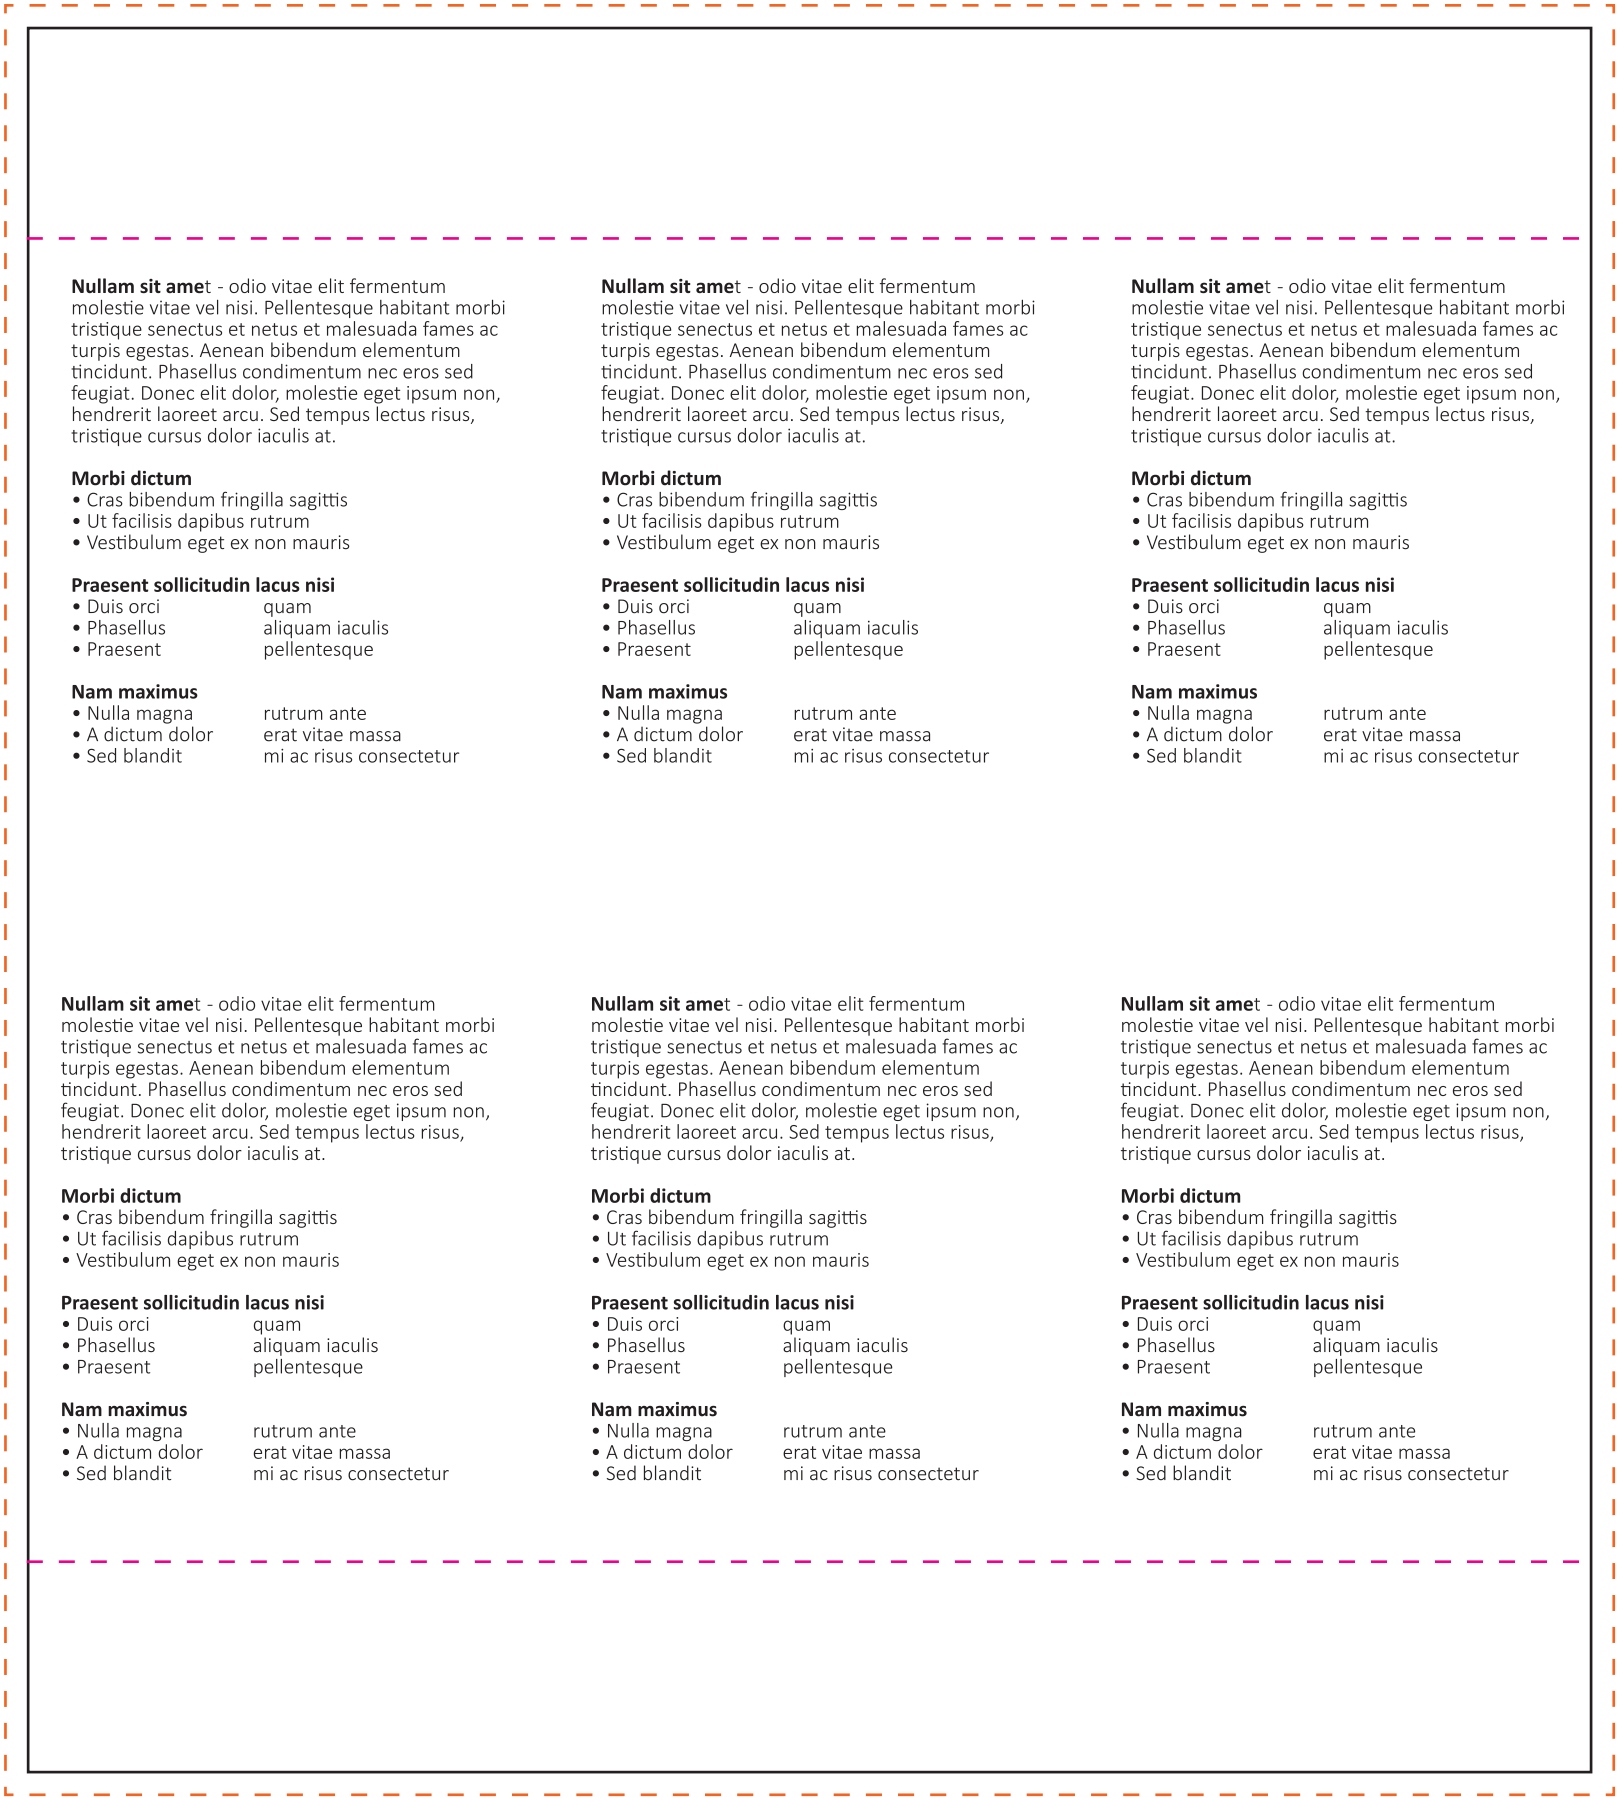 Nullam sit amet - odio vitae elit fermentum
molestie vitae vel nisi. Pellentesque habitant morbi
tristique senectus et netus et malesuada fames ac
turpis egestas. Aenean bibendum elementum
tincidunt. Phasellus condimentum nec eros sed
feugiat. Donec elit dolor, molestie eget ipsum non,
hendrerit laoreet arcu. Sed tempus lectus risus,
tristique cursus dolor iaculis at.
Morbi dictum
• Cras bibendum fringilla sagittis
• Ut facilisis dapibus rutrum
• Vestibulum eget ex non mauris
Praesent sollicitudin lacus nisi
• Duis orci quam
• Phasellus aliquam iaculis
• Praesent pellentesque
Nam maximus
• Nulla magna rutrum ante
• A dictum dolor erat vitae massa
• Sed blandit mi ac risus consectetur
Nullam sit amet - odio vitae elit fermentum
molestie vitae vel nisi. Pellentesque habitant morbi
tristique senectus et netus et malesuada fames ac
turpis egestas. Aenean bibendum elementum
tincidunt. Phasellus condimentum nec eros sed
feugiat. Donec elit dolor, molestie eget ipsum non,
hendrerit laoreet arcu. Sed tempus lectus risus,
tristique cursus dolor iaculis at.
Morbi dictum
• Cras bibendum fringilla sagittis
• Ut facilisis dapibus rutrum
• Vestibulum eget ex non mauris
Praesent sollicitudin lacus nisi
• Duis orci quam
• Phasellus aliquam iaculis
• Praesent pellentesque
Nam maximus
• Nulla magna rutrum ante
• A dictum dolor erat vitae massa
• Sed blandit mi ac risus consectetur
Nullam sit amet - odio vitae elit fermentum
molestie vitae vel nisi. Pellentesque habitant morbi
tristique senectus et netus et malesuada fames ac
turpis egestas. Aenean bibendum elementum
tincidunt. Phasellus condimentum nec eros sed
feugiat. Donec elit dolor, molestie eget ipsum non,
hendrerit laoreet arcu. Sed tempus lectus risus,
tristique cursus dolor iaculis at.
Morbi dictum
• Cras bibendum fringilla sagittis
• Ut facilisis dapibus rutrum
• Vestibulum eget ex non mauris
Praesent sollicitudin lacus nisi
• Duis orci quam
• Phasellus aliquam iaculis
• Praesent pellentesque
Nam maximus
• Nulla magna rutrum ante
• A dictum dolor erat vitae massa
• Sed blandit mi ac risus consectetur
Nullam sit amet - odio vitae elit fermentum
molestie vitae vel nisi. Pellentesque habitant morbi
tristique senectus et netus et malesuada fames ac
turpis egestas. Aenean bibendum elementum
tincidunt. Phasellus condimentum nec eros sed
feugiat. Donec elit dolor, molestie eget ipsum non,
hendrerit laoreet arcu. Sed tempus lectus risus,
tristique cursus dolor iaculis at.
Morbi dictum
• Cras bibendum fringilla sagittis
• Ut facilisis dapibus rutrum
• Vestibulum eget ex non mauris
Praesent sollicitudin lacus nisi
• Duis orci quam
• Phasellus aliquam iaculis
• Praesent pellentesque
Nam maximus
• Nulla magna rutrum ante
• A dictum dolor erat vitae massa
• Sed blandit mi ac risus consectetur
Nullam sit amet - odio vitae elit fermentum
molestie vitae vel nisi. Pellentesque habitant morbi
tristique senectus et netus et malesuada fames ac
turpis egestas. Aenean bibendum elementum
tincidunt. Phasellus condimentum nec eros sed
feugiat. Donec elit dolor, molestie eget ipsum non,
hendrerit laoreet arcu. Sed tempus lectus risus,
tristique cursus dolor iaculis at.
Morbi dictum
• Cras bibendum fringilla sagittis
• Ut facilisis dapibus rutrum
• Vestibulum eget ex non mauris
Praesent sollicitudin lacus nisi
• Duis orci quam
• Phasellus aliquam iaculis
• Praesent pellentesque
Nam maximus
• Nulla magna rutrum ante
• A dictum dolor erat vitae massa
• Sed blandit mi ac risus consectetur
Nullam sit amet - odio vitae elit fermentum
molestie vitae vel nisi. Pellentesque habitant morbi
tristique senectus et netus et malesuada fames ac
turpis egestas. Aenean bibendum elementum
tincidunt. Phasellus condimentum nec eros sed
feugiat. Donec elit dolor, molestie eget ipsum non,
hendrerit laoreet arcu. Sed tempus lectus risus,
tristique cursus dolor iaculis at.
Morbi dictum
• Cras bibendum fringilla sagittis
• Ut facilisis dapibus rutrum
• Vestibulum eget ex non mauris
Praesent sollicitudin lacus nisi
• Duis orci quam
• Phasellus aliquam iaculis
• Praesent pellentesque
Nam maximus
• Nulla magna rutrum ante
• A dictum dolor erat vitae massa
• Sed blandit mi ac risus consectetur